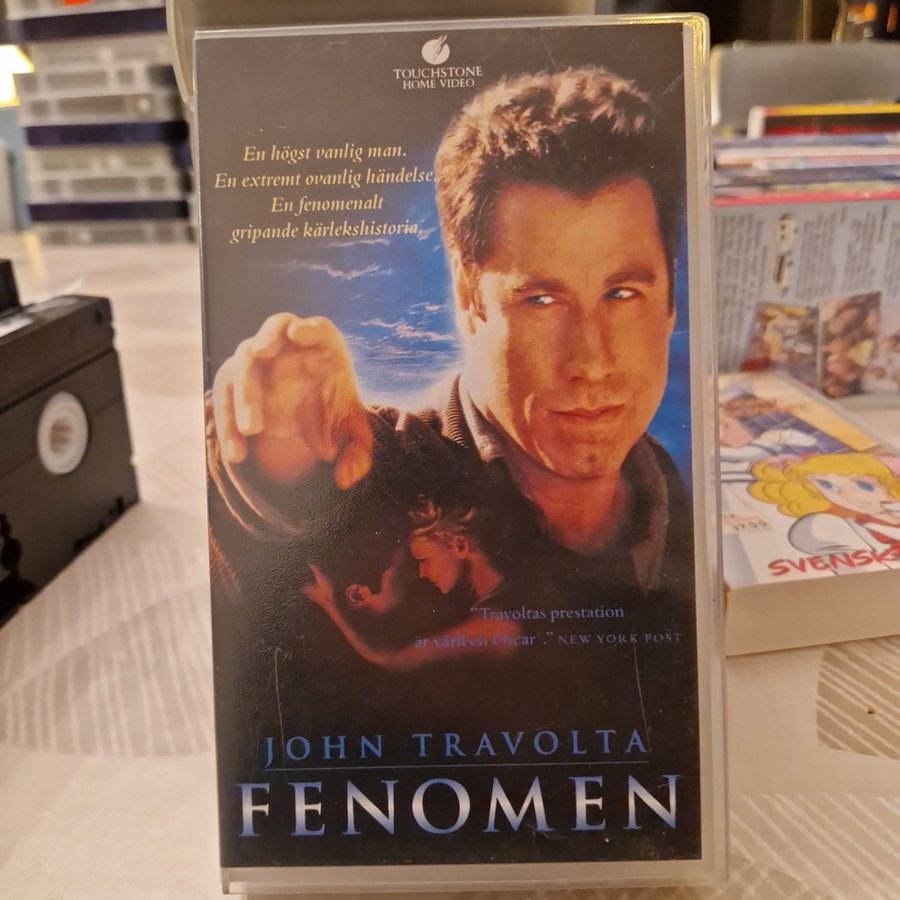 TOUCHSTONE
HOME VIDEO
En högst vanlig man.
En extremt ovanlig händelse.
En fenomenalt
gripande kärlekshistoria.
"Travoltas prestation
är värd en Oscar ." NEW YORK POST
JOHN TRAVOLTA
FENOMEN
SVENSK